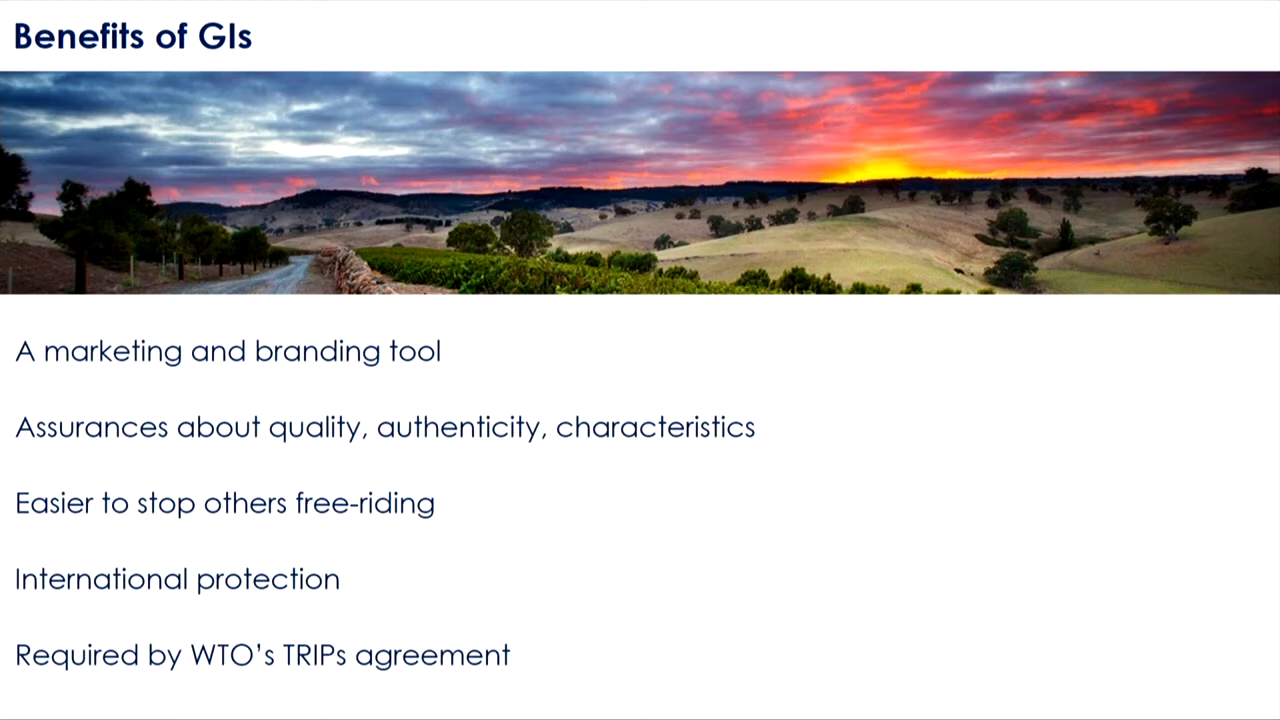 Benefits of GIs
A marketing and branding tool
Assurances about quality, authenticity, characteristics
Easier to stop others free-riding
International protection
Required by WTO’s TRIPs agreement